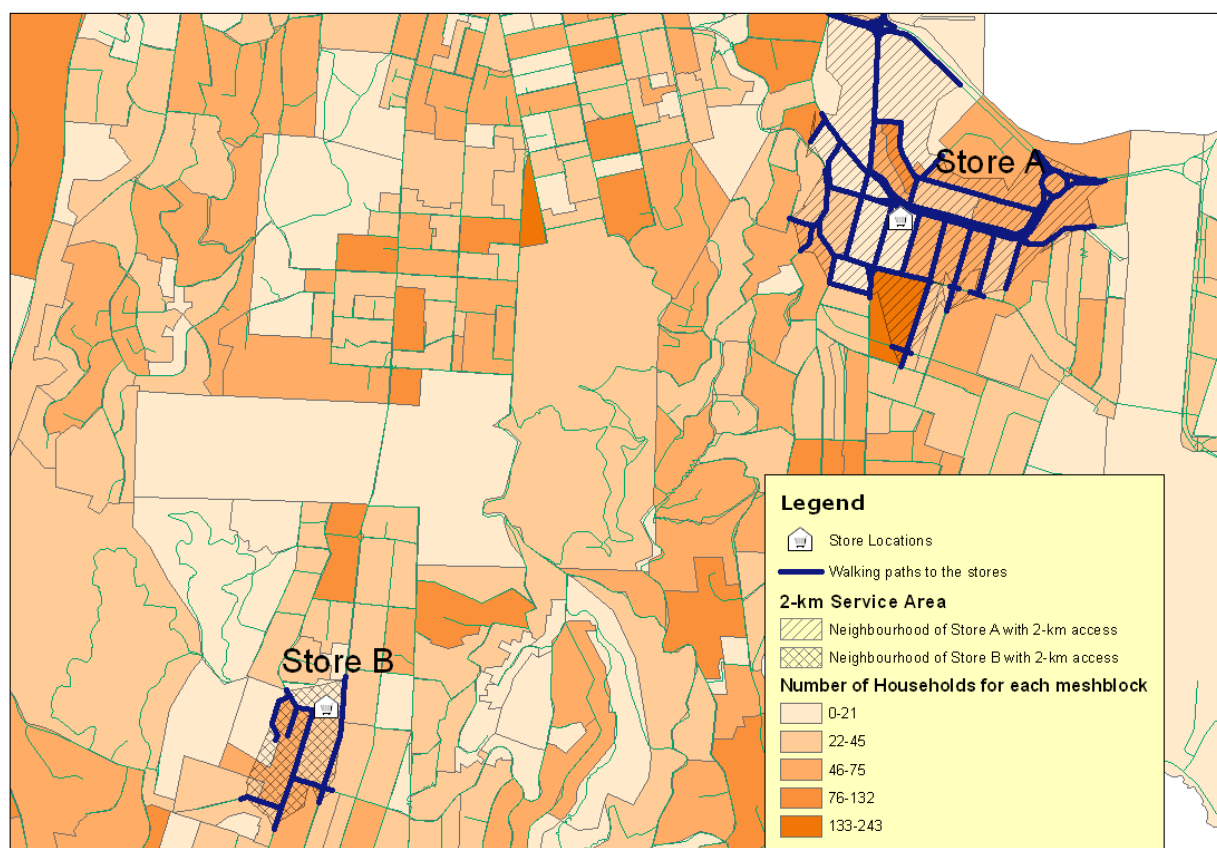 Store A
Store B
Legend
Store Locations
Walking paths to the stores
2-km Service Area
Neighbourhood of Store A with 2-km access
Neighbourhood of Store B with 2-km access
Number of Households for each meshblock
0-21
22-45
46-75
76-132
133-243